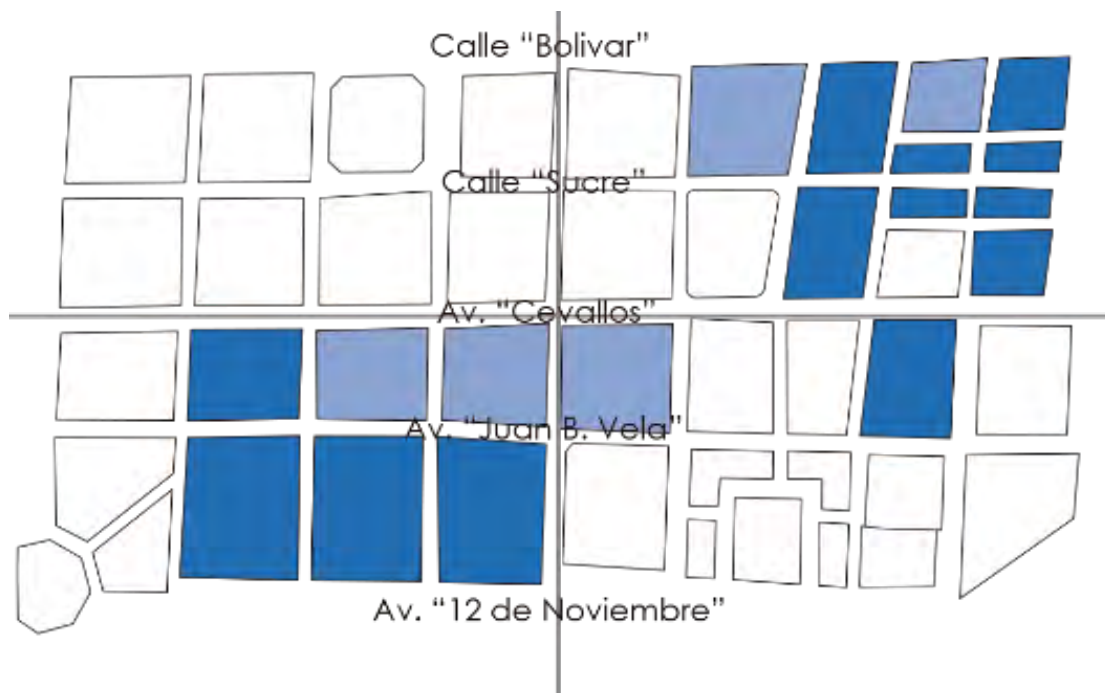 Calle “Bolivar”
Calle “Sucre”
Av. “Cevallos”
Av. “Juan B. Vela”
Av. “12 de Noviembre”